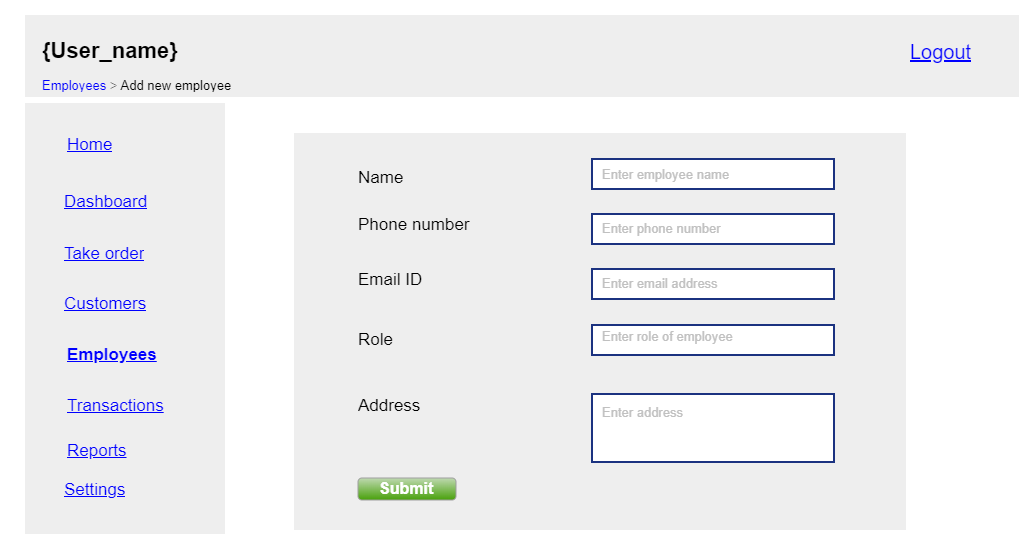 {User_name}
Logout
Employees > Add new employee
Home
Dashboard
Take order
Customers
Employees
Transactions
Reports
Settings
Name
Enter employee name
Phone number
Enter phone number
Email ID
Enter email address
Role
Enter role of employee
Address
Enter address
Submit